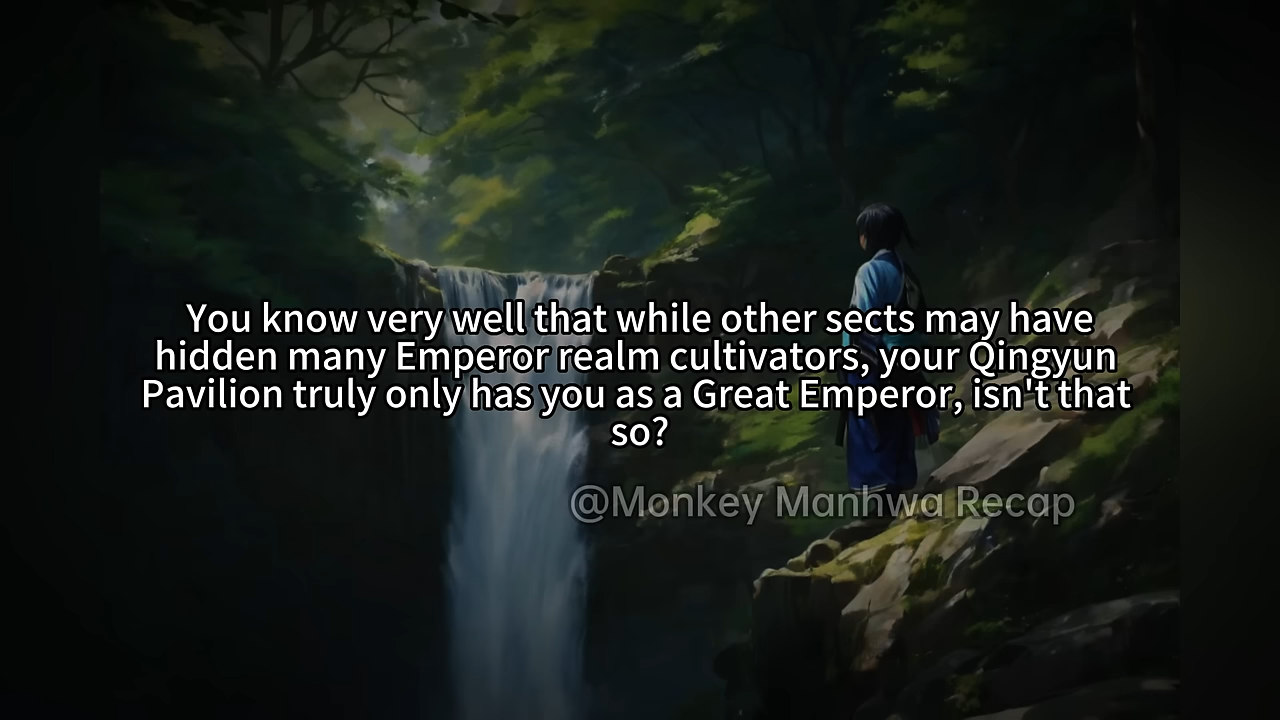 You know very well that while other sects may have
hidden many Emperor realm cultivators, your Qingyun
Pavilion truly only has you as a Great Emperor, isn't that
so?
@Monkey Manhwa Recap